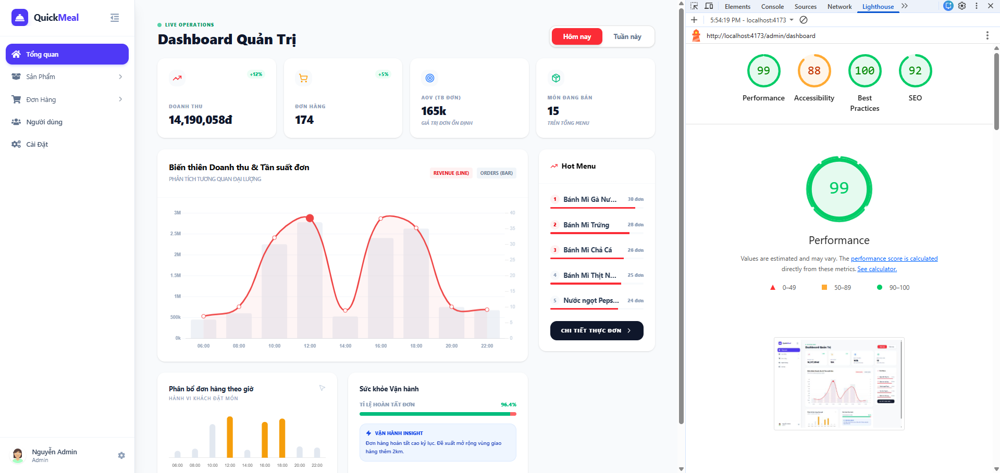 QuickMeal
Tổng quan
Sản Phẩm
Đơn Hàng
Người dùng
Cài Đặt
Nguyễn Admin
Admin
LIVE OPERATIONS
Dashboard Quản Trị
Hôm nay
Tuần này
+12%
DOANH THU
14,190,058đ
+5%
ĐƠN HÀNG
174
AOV (TB ĐƠN)
165k
GIÁ TRỊ ĐƠN ỔN ĐỊNH
MÓN ĐANG BÁN
15
TRÊN TỔNG MENU
Biến thiên Doanh thu & Tần suất đơn
PHÂN TÍCH TƯƠNG QUAN ĐẠI LƯỢNG
REVENUE (LINE)
ORDERS (BAR)
3M
2.5M
2M
1.5M
1M
500k
0k
40
35
30
25
20
15
10
5
0
06:00 08:00 10:00 12:00 14:00 16:00 18:00 20:00 22:00
Hot Menu
1 Bánh Mì Gà Nư... 30 đơn
2 Bánh Mì Trứng 28 đơn
3 Bánh Mì Chả Cá 26 đơn
4 Bánh Mì Thịt N... 25 đơn
5 Nước ngọt Peps... 24 đơn
CHI TIẾT THỰC ĐƠN
Phân bố đơn hàng theo giờ
HÀNH VI KHÁCH ĐẶT MÓN
06:00 08:00 10:00 12:00 14:00 16:00 18:00 20:00 22:00
Sức khỏe Vận hành
TỈ LỆ HOÀN TẤT ĐƠN 96.4%
VẬN HÀNH INSIGHT
Đơn hàng hoàn tất cao kỷ lục. Đề xuất mở rộng vùng giao
hàng thêm 2km.
Elements Console Sources Network Lighthouse
5:54:19 PM - localhost:4173
http://localhost:4173/admin/dashboard
99
Performance
88
Accessibility
100
Best
Practices
92
SEO
99
Performance
Values are estimated and may vary. The performance score is calculated
directly from these metrics. See calculator.
0–49
50–89
90–100
QuickMeal
Dashboard Quản Trị